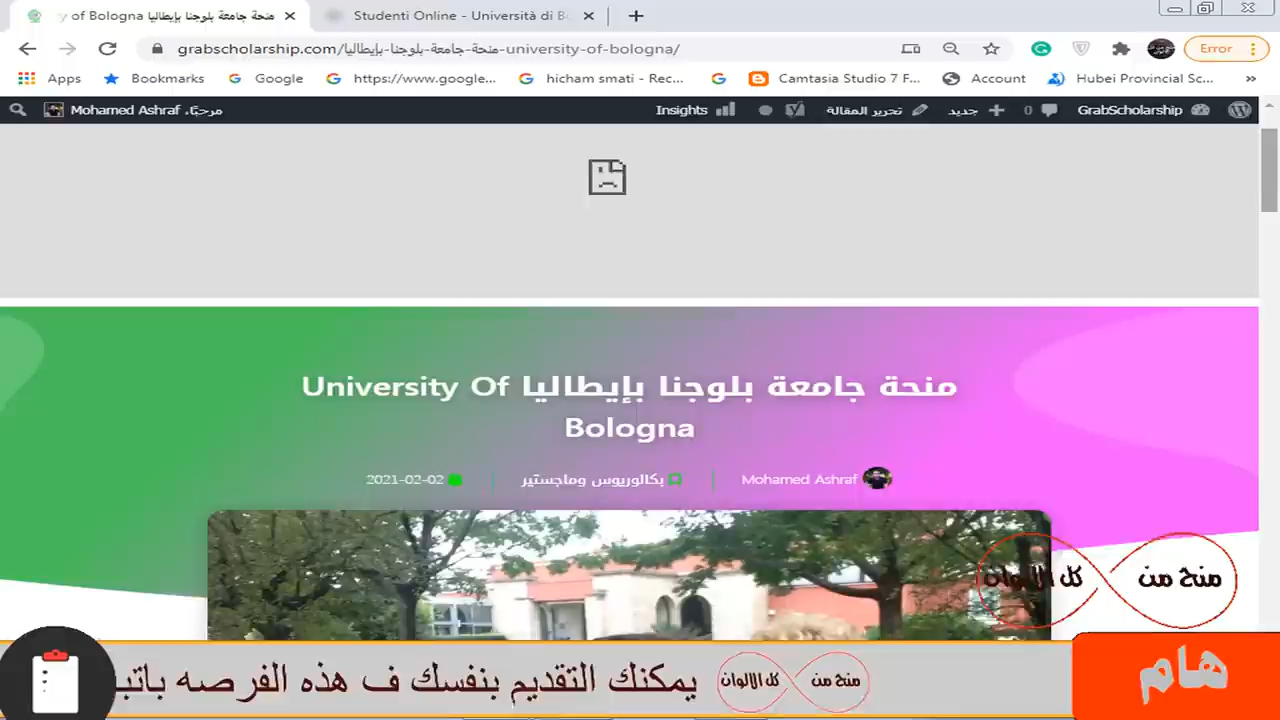 of Bologna منحة جامعة بلوجنا بإيطاليا
Studenti Online - Università di B
grabscholarship.com/منحة-جامعة-بلوجنا-بإيطاليا-university-of-bologna/
Error
Apps
Bookmarks
Google
https://www.google...
hicham smati - Rec...
Camtasia Studio 7 F...
Account
Hubei Provincial Sc...
»
مرحبًا، Mohamed Ashraf
Insights
تحرير المقالة
جديد
0
GrabScholarship
منحة جامعة بلوجنا بإيطاليا University Of
Bologna
Mohamed Ashraf
بكالوريوس وماجستير
2021-02-02
منح من كل الالوان
هام
منح من كل الالوان
يمكنك التقديم بنفسك ف هذه الفرصه باتب